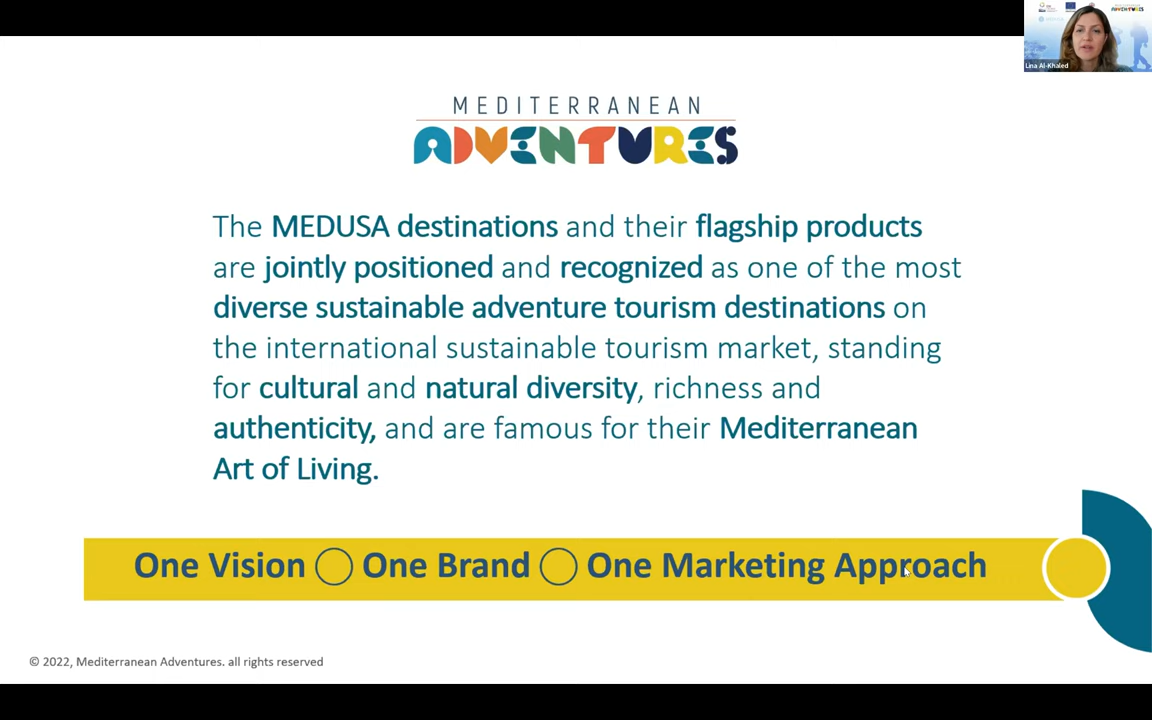 Lina Al-Khaled
MEDITERRANEAN
ADVENTURES
The MEDUSA destinations and their flagship products
are jointly positioned and recognized as one of the most
diverse sustainable adventure tourism destinations on
the international sustainable tourism market, standing
for cultural and natural diversity, richness and
authenticity, and are famous for their Mediterranean
Art of Living.
One Vision One Brand One Marketing Approach
© 2022, Mediterranean Adventures. all rights reserved